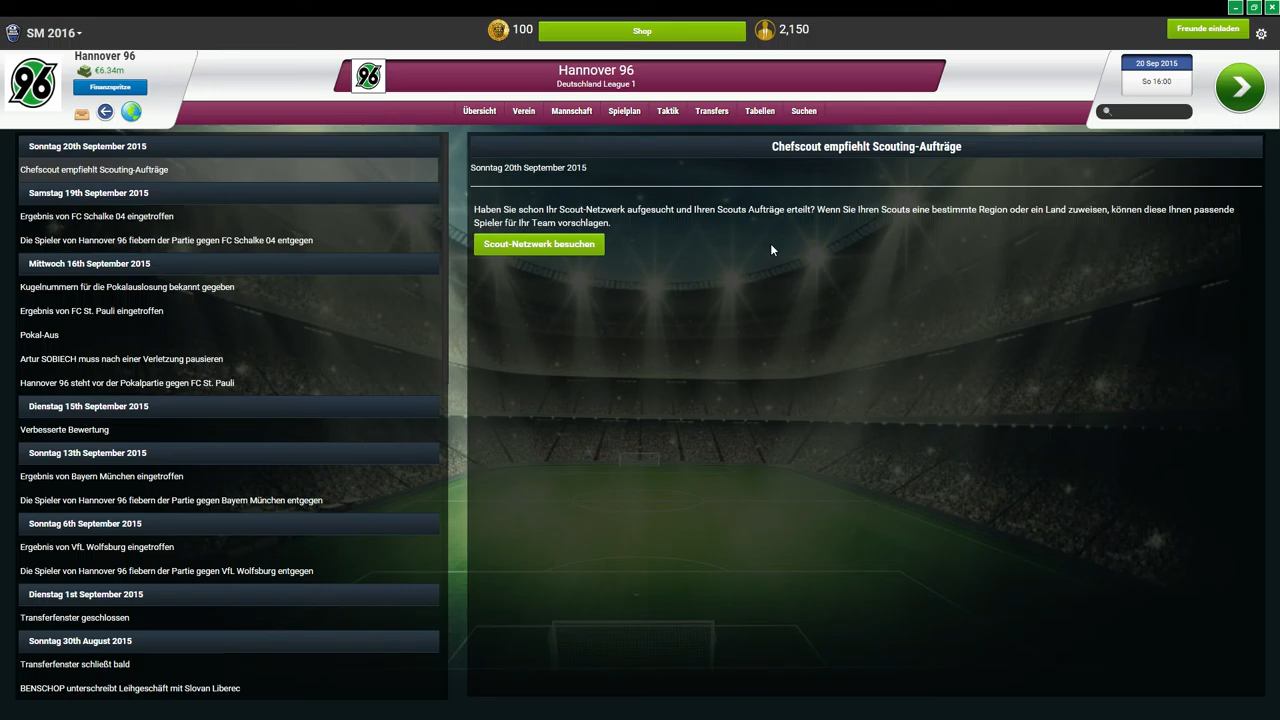 SM 2016
100
Shop
2,150
Freunde einladen
Hannover 96
€6.34m
Finanzspritze
96
96
Hannover 96
Deutschland League 1
20 Sep 2015
So 16:00
Übersicht Verein Mannschaft Spielplan Taktik Transfers Tabellen Suchen
Sonntag 20th September 2015
Chefscout empfiehlt Scouting-Aufträge
Samstag 19th September 2015
Ergebnis von FC Schalke 04 eingetroffen
Die Spieler von Hannover 96 fiebern der Partie gegen FC Schalke 04 entgegen
Mittwoch 16th September 2015
Kugelnummern für die Pokalauslosung bekannt gegeben
Ergebnis von FC St. Pauli eingetroffen
Pokal-Aus
Artur SOBIECH muss nach einer Verletzung pausieren
Hannover 96 steht vor der Pokalpartie gegen FC St. Pauli
Dienstag 15th September 2015
Verbesserte Bewertung
Sonntag 13th September 2015
Ergebnis von Bayern München eingetroffen
Die Spieler von Hannover 96 fiebern der Partie gegen Bayern München entgegen
Sonntag 6th September 2015
Ergebnis von VfL Wolfsburg eingetroffen
Die Spieler von Hannover 96 fiebern der Partie gegen VfL Wolfsburg entgegen
Dienstag 1st September 2015
Transferfenster geschlossen
Sonntag 30th August 2015
Transferfenster schließt bald
BENSCHOP unterschreibt Leihgeschäft mit Slovan Liberec
Chefscout empfiehlt Scouting-Aufträge
Sonntag 20th September 2015
Haben Sie schon Ihr Scout-Netzwerk aufgesucht und Ihren Scouts Aufträge erteilt? Wenn Sie Ihren Scouts eine bestimmte Region oder ein Land zuweisen, können diese Ihnen passende
Spieler für Ihr Team vorschlagen.
Scout-Netzwerk besuchen